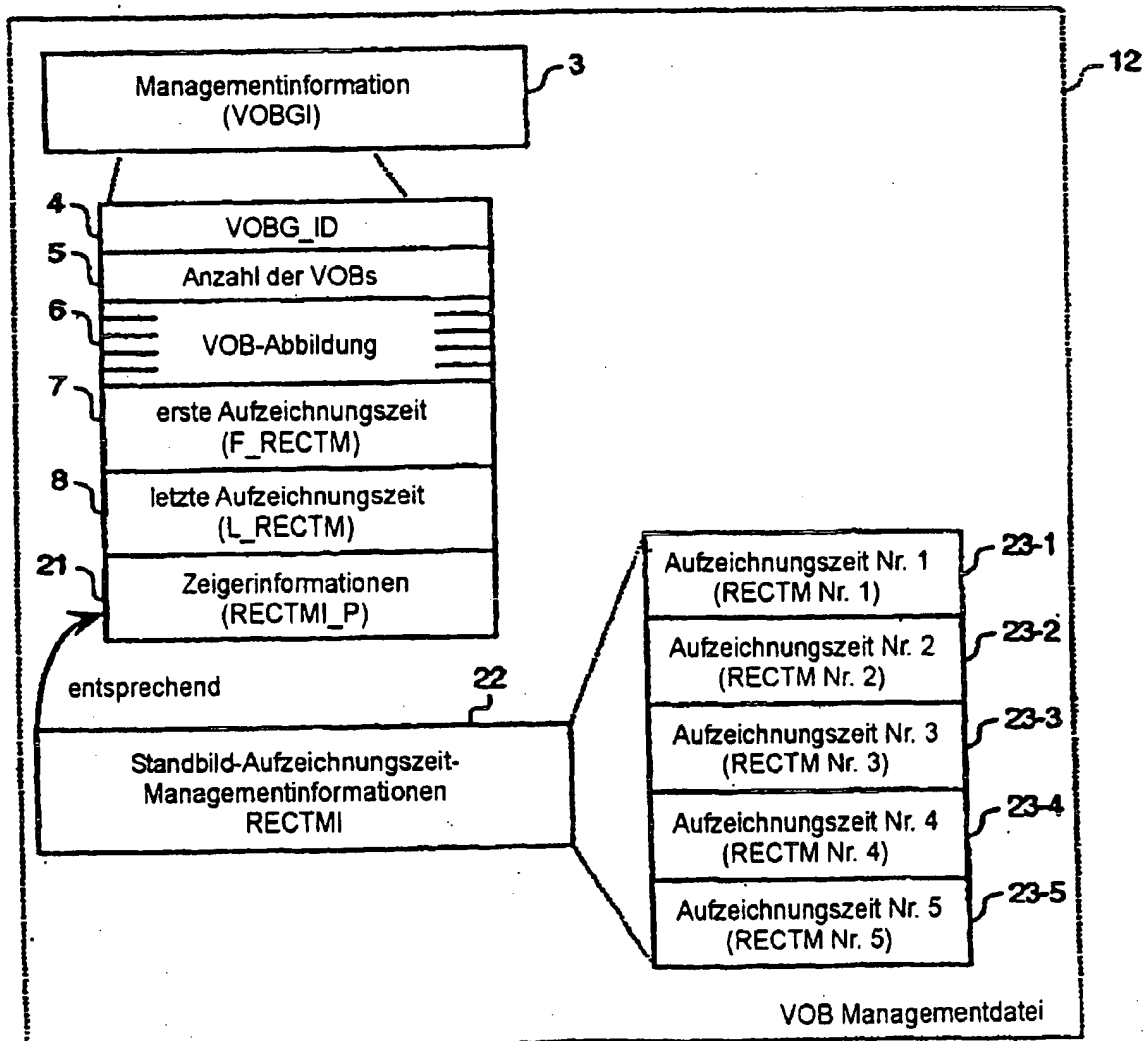 3
12
Managementinformation
(VOBGI)
4
VOBG_ID
5
Anzahl der VOBs
6
VOB-Abbildung
7
erste Aufzeichnungszeit
(F_RECTM)
8
letzte Aufzeichnungszeit
(L_RECTM)
21
Zeigerinformationen
(RECTMI_P)
entsprechend
22
Standbild-Aufzeichnungszeit-
Managementinformationen
RECTMI
Aufzeichnungszeit Nr. 1
(RECTM Nr. 1)
23-1
Aufzeichnungszeit Nr. 2
(RECTM Nr. 2)
23-2
Aufzeichnungszeit Nr. 3
(RECTM Nr. 3)
23-3
Aufzeichnungszeit Nr. 4
(RECTM Nr. 4)
23-4
Aufzeichnungszeit Nr. 5
(RECTM Nr. 5)
23-5
VOB Managementdatei